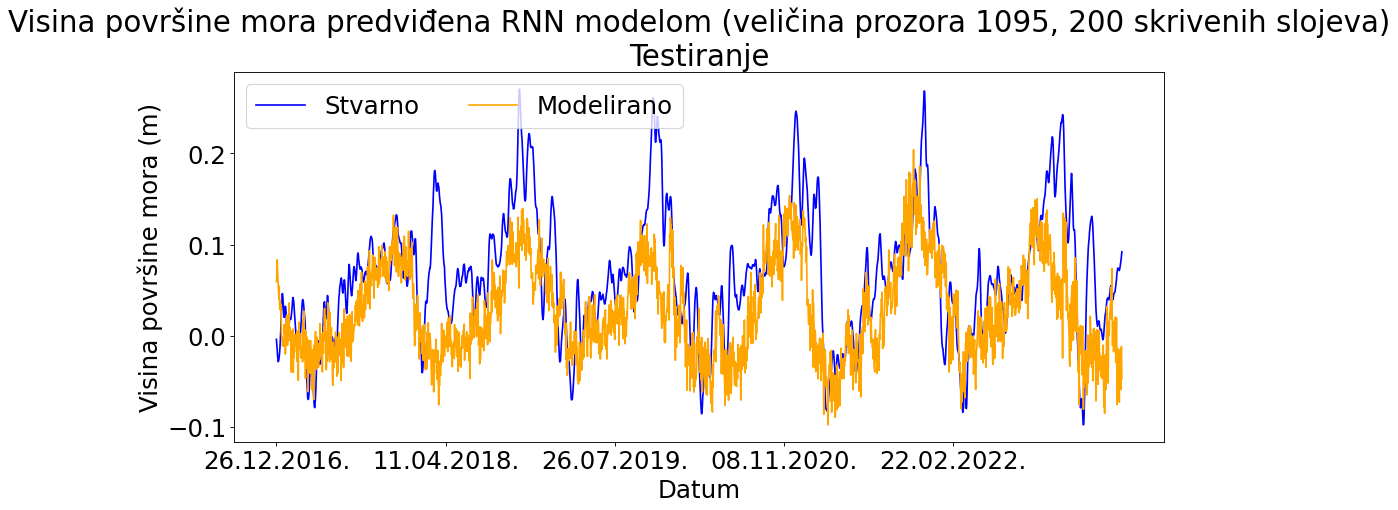 Visina površine mora predviđena RNN modelom (veličina prozora 1095, 200 skrivenih slojeva)
Testiranje
Stvarno Modelirano
Visina površine mora (m)
0.2
0.1
0.0
−0.1
26.12.2016. 11.04.2018. 26.07.2019. 08.11.2020. 22.02.2022.
Datum